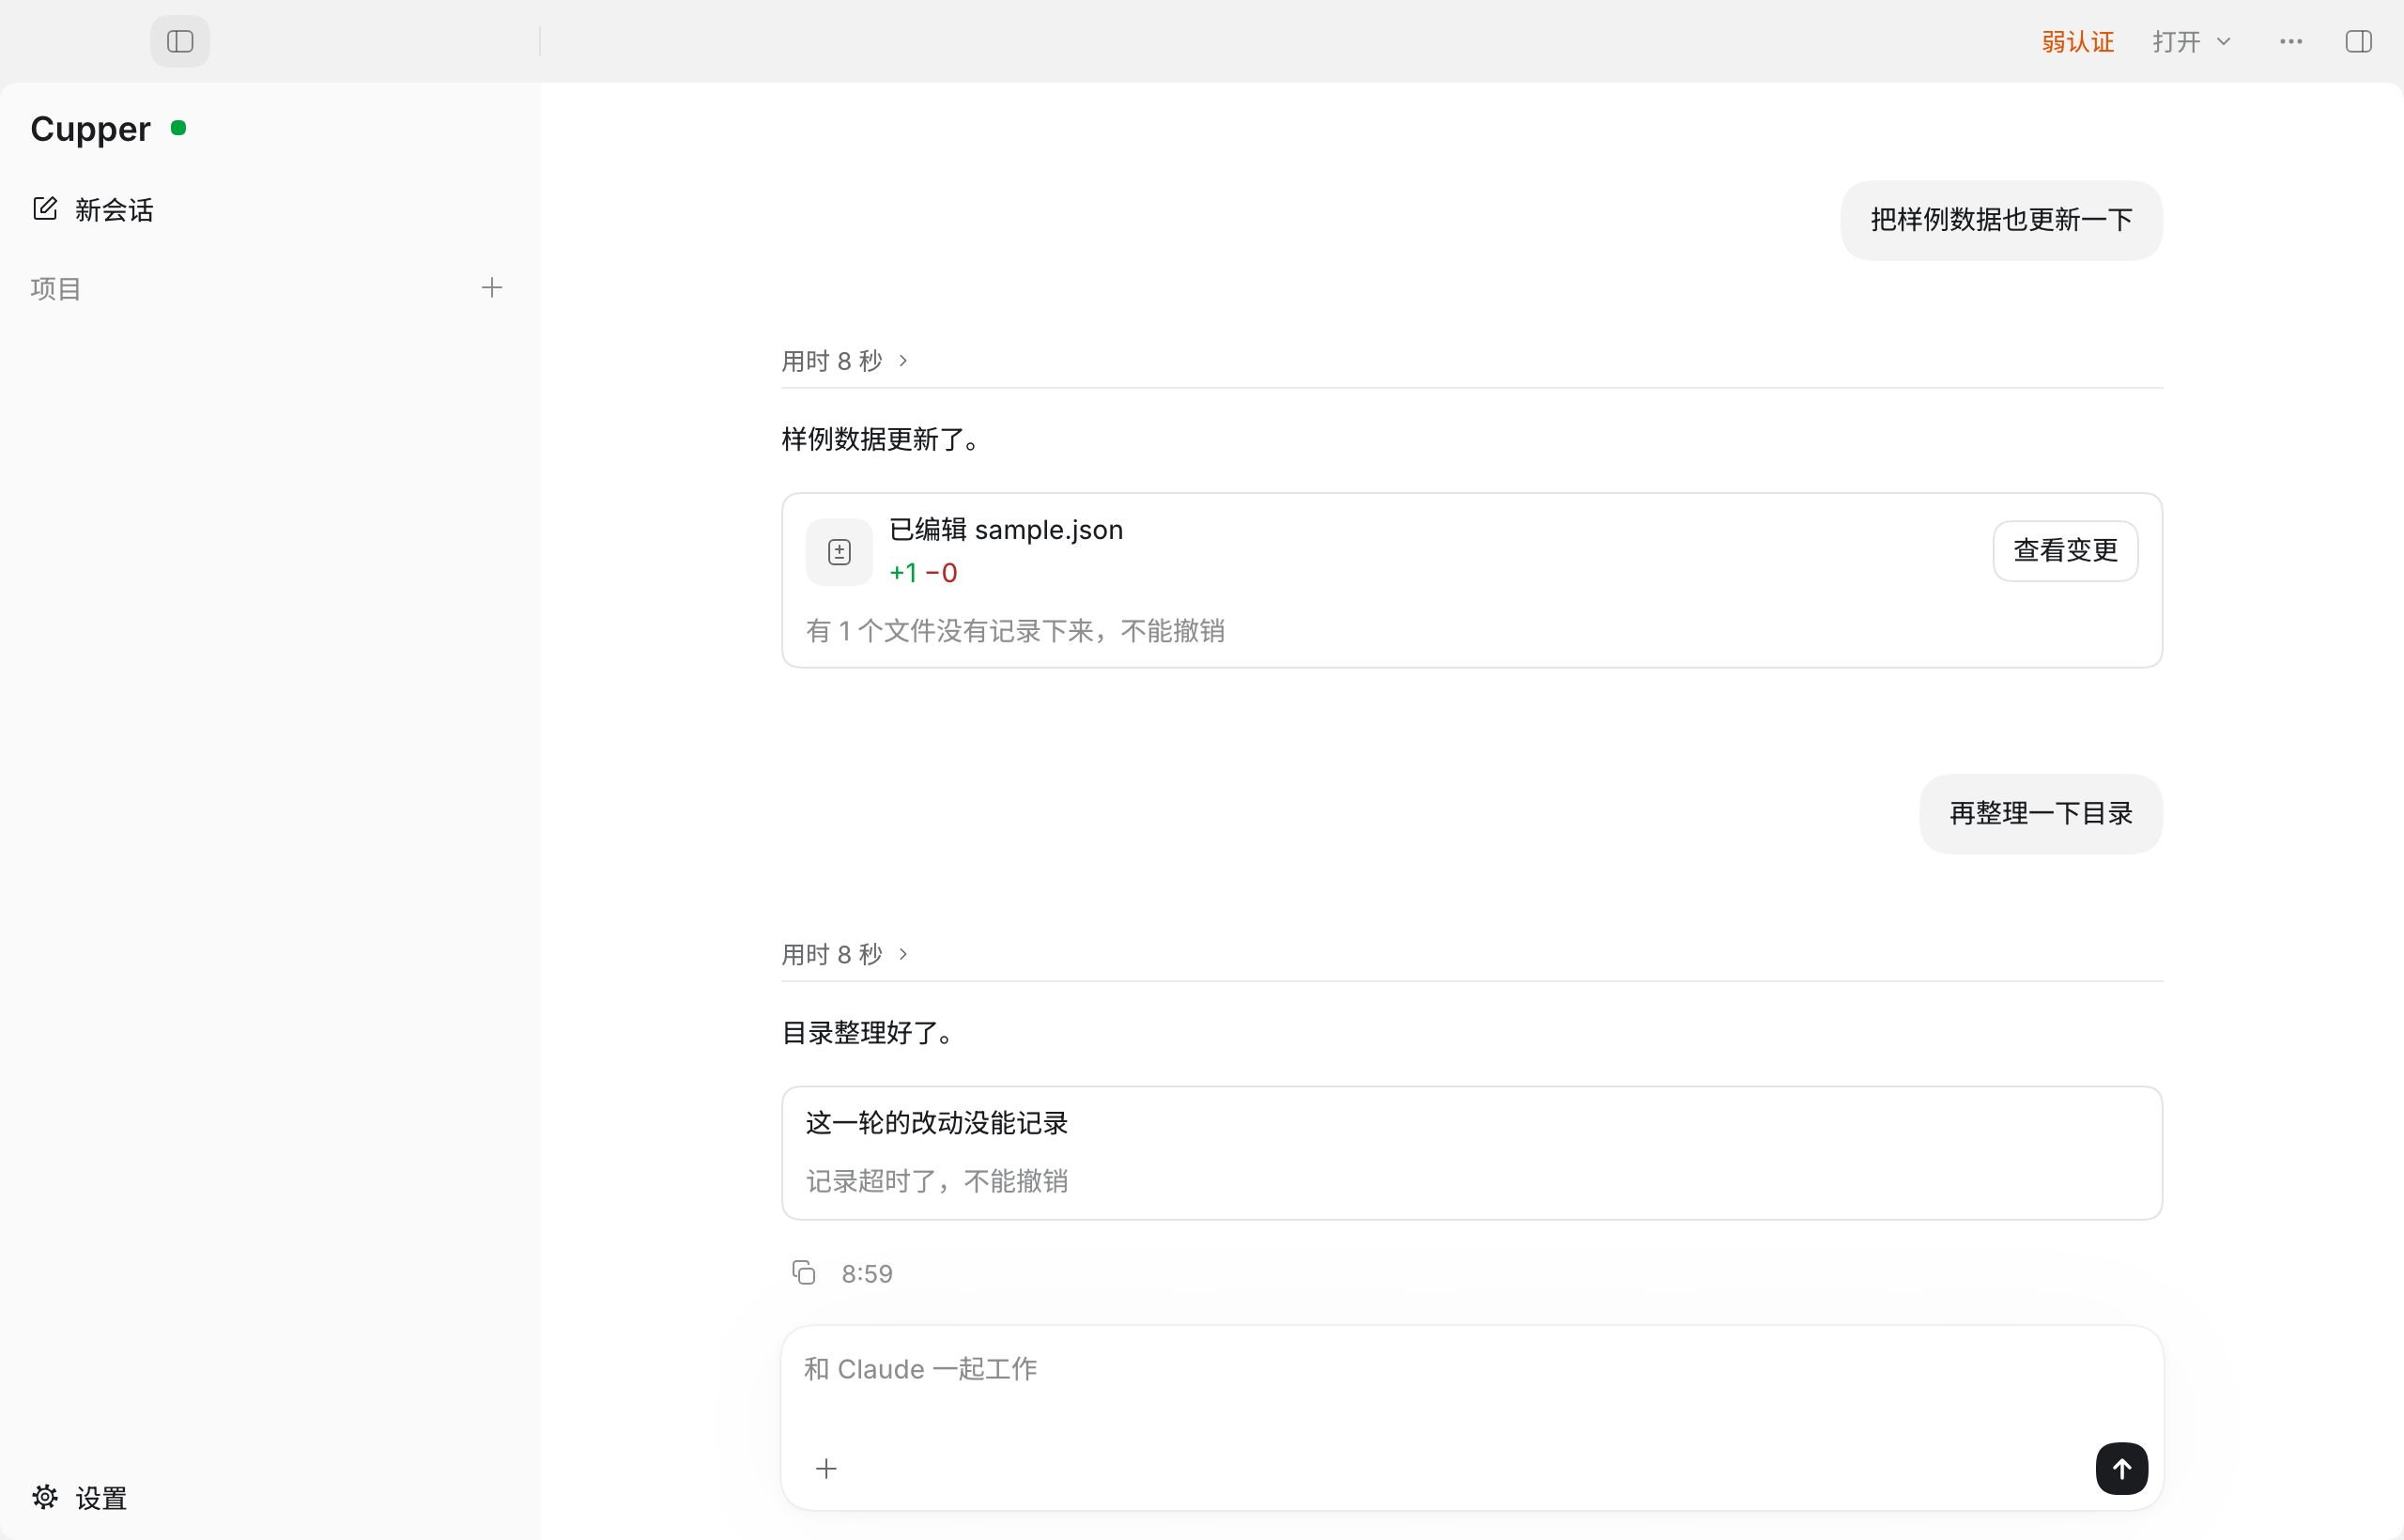 弱认证
打开
Cupper
新会话
项目
把样例数据也更新一下
用时 8 秒
样例数据更新了。
已编辑 sample.json
+1 −0
查看变更
有 1 个文件没有记录下来，不能撤销
再整理一下目录
用时 8 秒
目录整理好了。
这一轮的改动没能记录
记录超时了，不能撤销
8:59
和 Claude 一起工作
设置